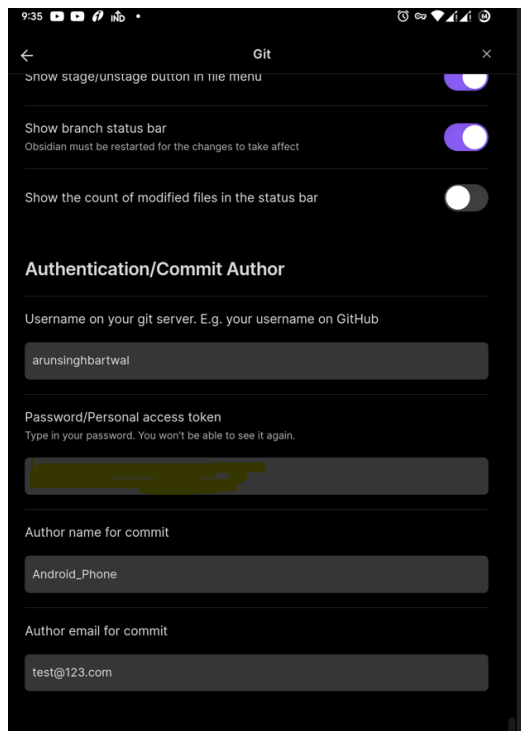 9:35
Git
Show stage/unstage button in file menu
Show branch status bar
Obsidian must be restarted for the changes to take affect
Show the count of modified files in the status bar
Authentication/Commit Author
Username on your git server. E.g. your username on GitHub
arunsinghbartwal
Password/Personal access token
Type in your password. You won't be able to see it again.
Author name for commit
Android_Phone
Author email for commit
test@123.com